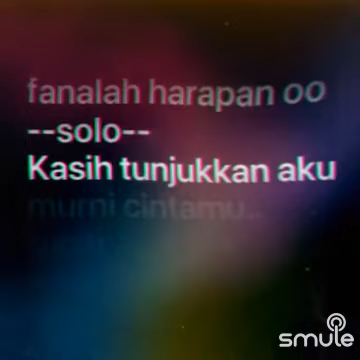 fanalah harapan oo
--solo--
Kasih tunjukkan aku
murni cintamu..
smule